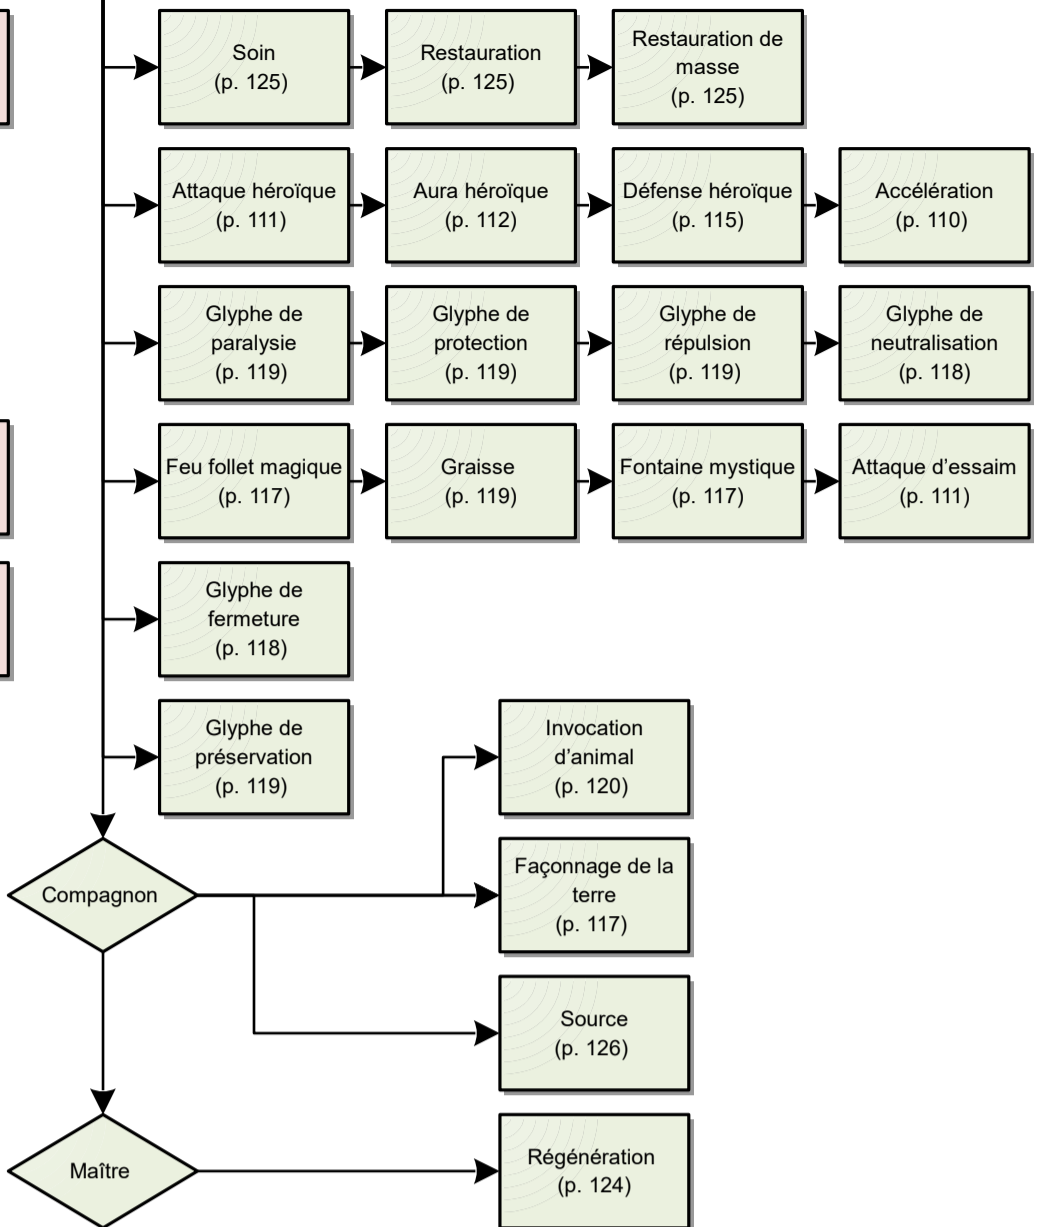 Soin
(p. 125)
Restauration
(p. 125)
Restauration de
masse
(p. 125)
Attaque héroïque
(p. 111)
Aura héroïque
(p. 112)
Défense héroïque
(p. 115)
Accélération
(p. 110)
Glyphe de
paralysie
(p. 119)
Glyphe de
protection
(p. 119)
Glyphe de
répulsion
(p. 119)
Glyphe de
neutralisation
(p. 118)
Feu follet magique
(p. 117)
Graisse
(p. 119)
Fontaine mystique
(p. 117)
Attaque d’essaim
(p. 111)
Glyphe de
fermeture
(p. 118)
Glyphe de
préservation
(p. 119)
Invocation
d’animal
(p. 120)
Compagnon
Façonnage de la
terre
(p. 117)
Source
(p. 126)
Maître
Régénération
(p. 124)